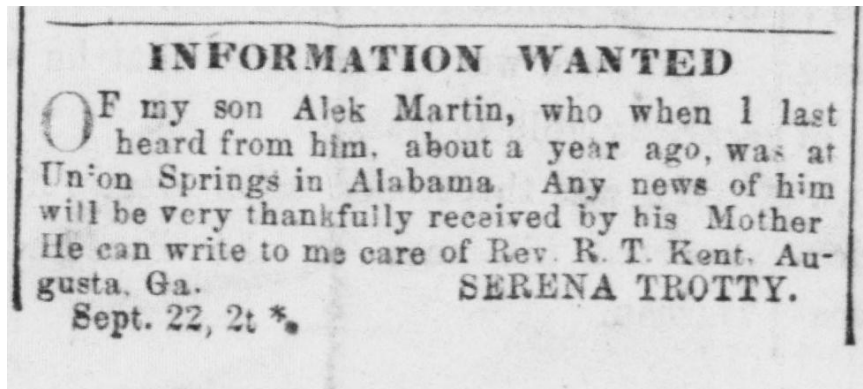 INFORMATION WANTED
OF my son Alek Martin, who when I last
heard from him, about a year ago, was at
Union Springs in Alabama. Any news of him
will be very thankfully received by his Mother
He can write to me care of Rev. R. T. Kent, Au-
gusta, Ga. SERENA TROTTY.
Sept. 22, 2t *.